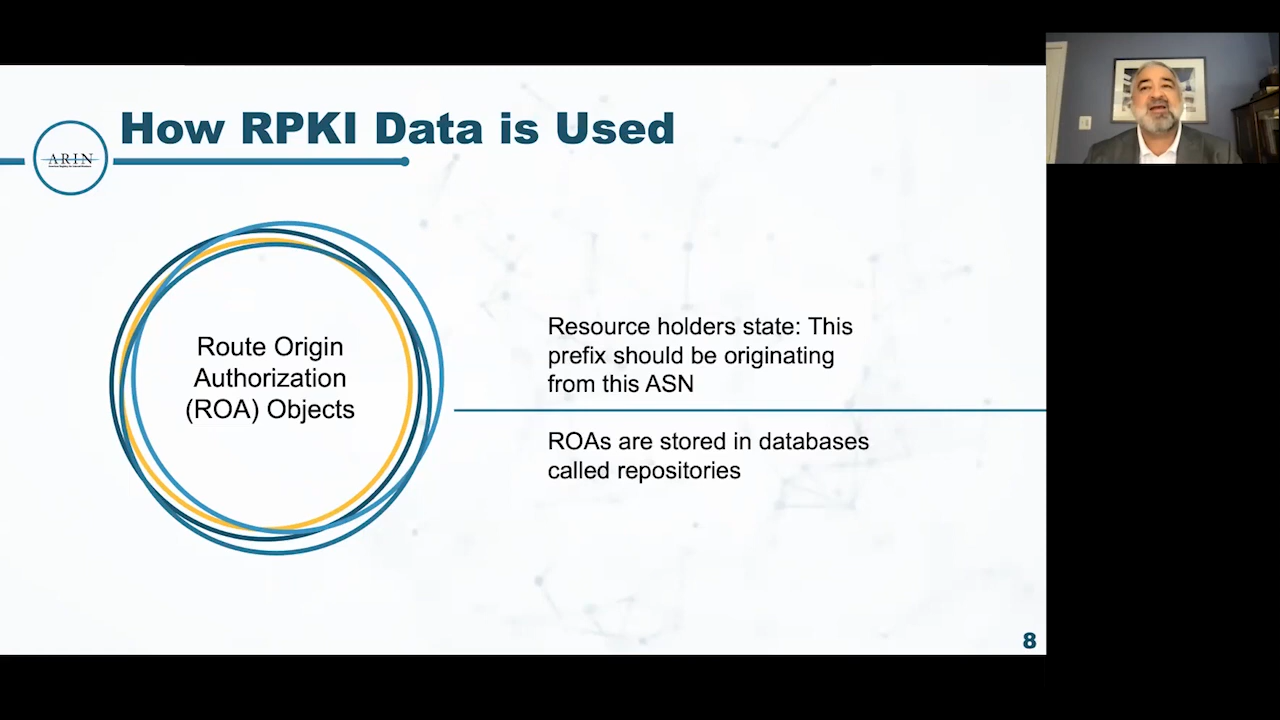 How RPKI Data is Used
ARIN
Route Origin
Authorization
(ROA) Objects
Resource holders state: This
prefix should be originating
from this ASN
ROAs are stored in databases
called repositories
8